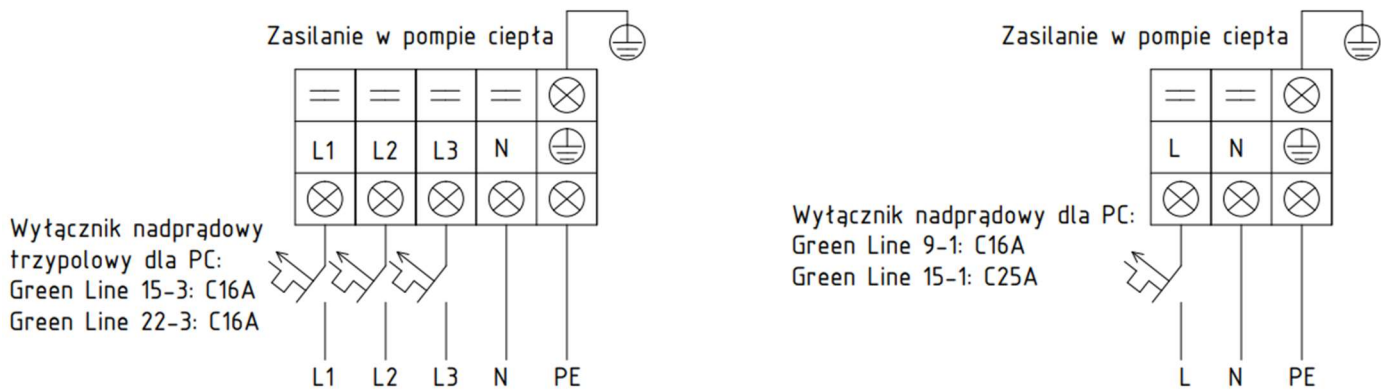 Zasilanie w pompie ciepła
L1 L2 L3 N
Wyłącznik nadprądowy
trzypolowy dla PC:
Green Line 15-3: C16A
Green Line 22-3: C16A
L1 L2 L3 N PE
Zasilanie w pompie ciepła
L N
Wyłącznik nadprądowy dla PC:
Green Line 9-1: C16A
Green Line 15-1: C25A
L N PE